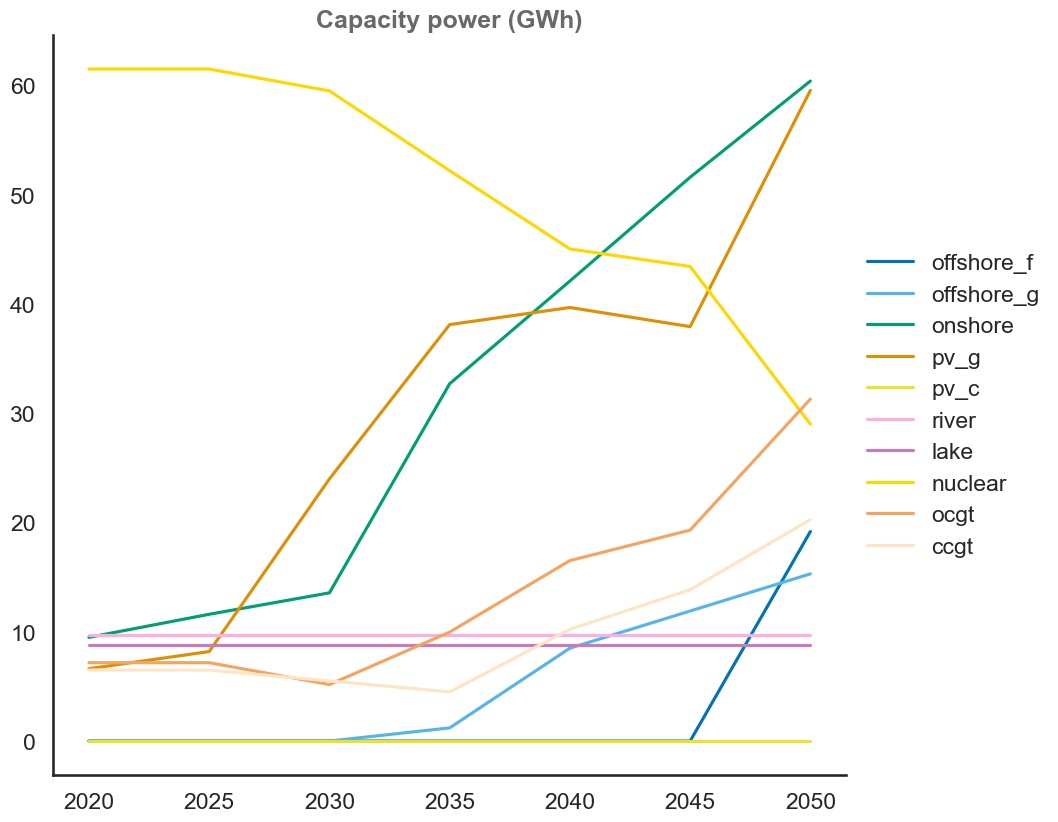 Capacity power (GWh)
60
50
40
30
20
10
0
2020 2025 2030 2035 2040 2045 2050
offshore_f
offshore_g
onshore
pv_g
pv_c
river
lake
nuclear
ocgt
ccgt